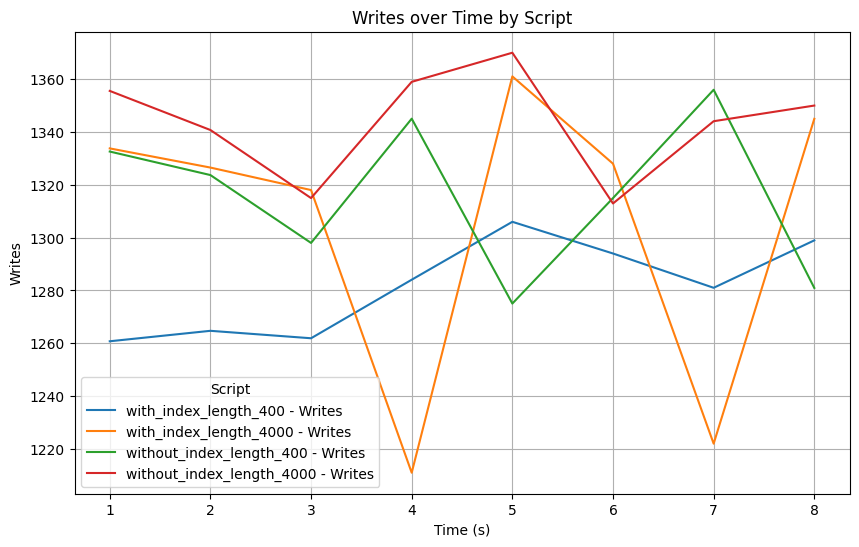 Writes over Time by Script
1360
1340
1320
1300
1280
1260
1240
1220
Writes
Script
with_index_length_400 - Writes
with_index_length_4000 - Writes
without_index_length_400 - Writes
without_index_length_4000 - Writes
1 2 3 4 5 6 7 8
Time (s)